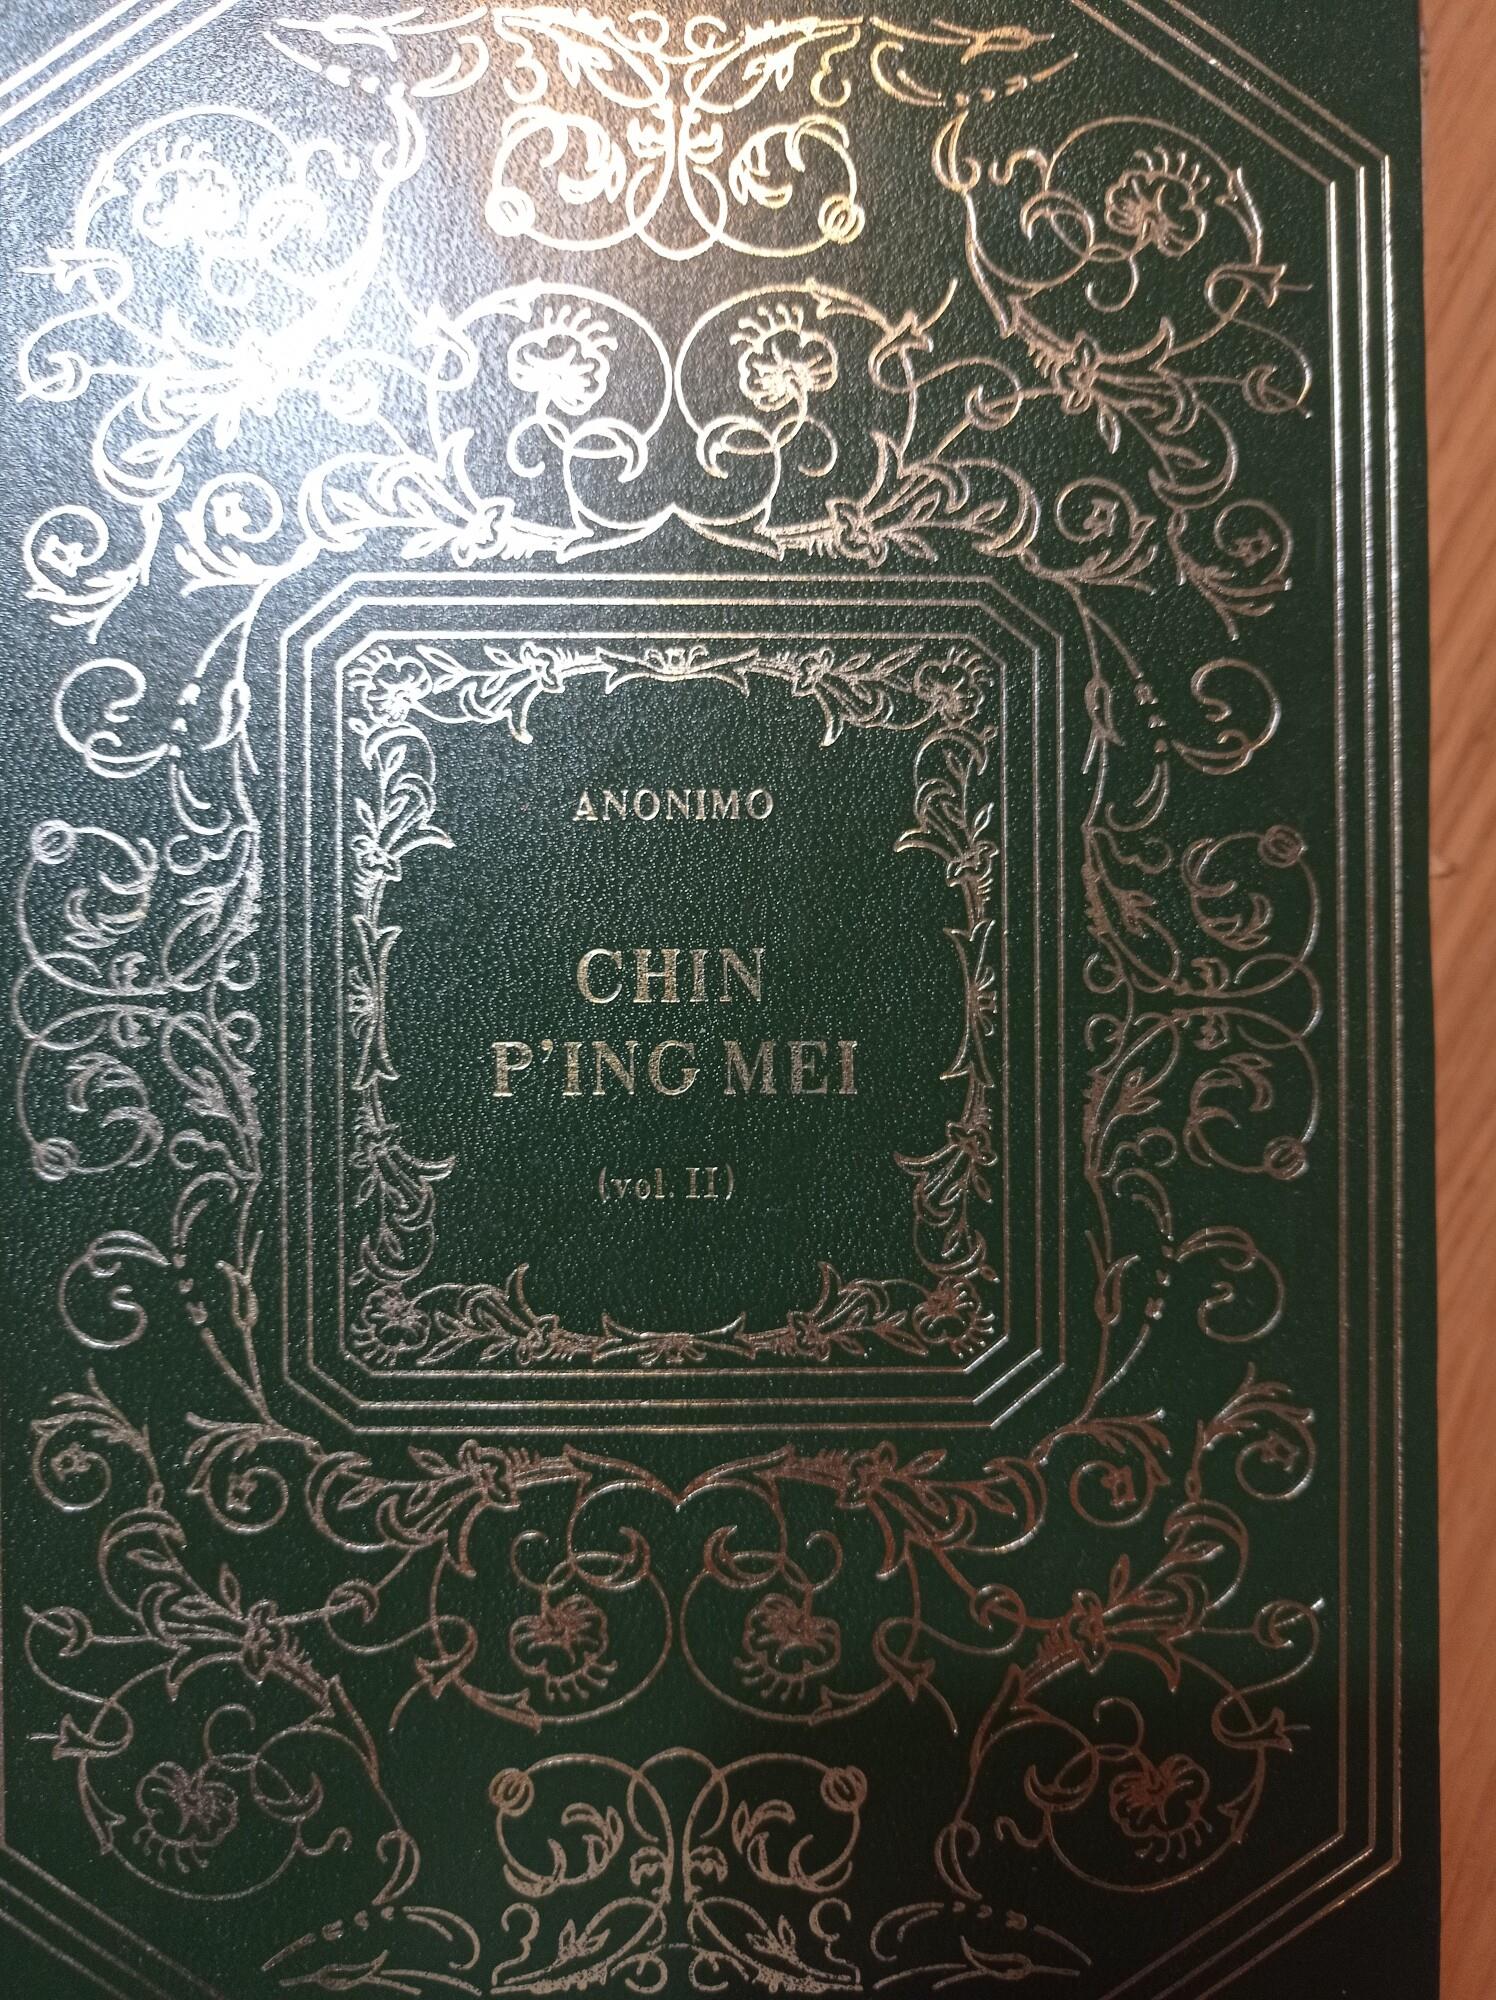 ANONIMO
CHIN
P'ING MEI
(vol. II)